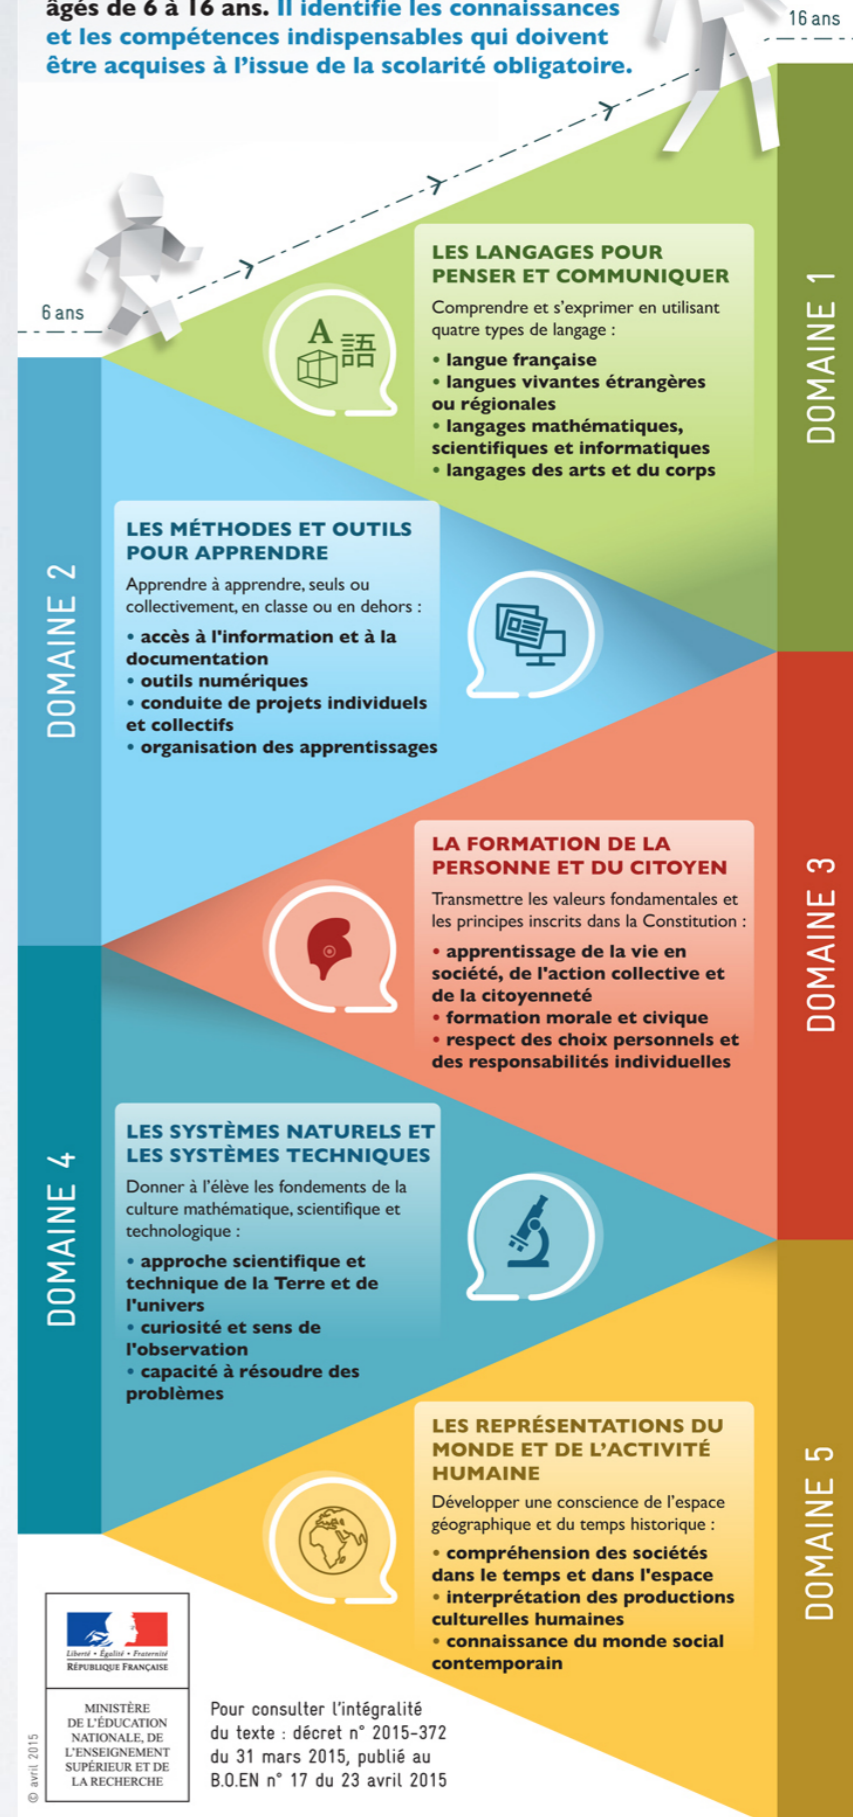 âgés de 6 à 16 ans. Il identifie les connaissances
et les compétences indispensables qui doivent
être acquises à l'issue de la scolarité obligatoire.
16 ans
6 ans
LES LANGAGES POUR
PENSER ET COMMUNIQUER
Comprendre et s'exprimer en utilisant
quatre types de langage :
• langue française
• langues vivantes étrangères
ou régionales
• langages mathématiques,
scientifiques et informatiques
• langages des arts et du corps
DOMAINE 1
A 語
LES MÉTHODES ET OUTILS
POUR APPRENDRE
Apprendre à apprendre, seuls ou
collectivement, en classe ou en dehors :
• accès à l'information et à la
documentation
• outils numériques
• conduite de projets individuels
et collectifs
• organisation des apprentissages
DOMAINE 2
LA FORMATION DE LA
PERSONNE ET DU CITOYEN
Transmettre les valeurs fondamentales et
les principes inscrits dans la Constitution :
• apprentissage de la vie en
société, de l'action collective et
de la citoyenneté
• formation morale et civique
• respect des choix personnels et
des responsabilités individuelles
DOMAINE 3
LES SYSTÈMES NATURELS ET
LES SYSTÈMES TECHNIQUES
Donner à l'élève les fondements de la
culture mathématique, scientifique et
technologique :
• approche scientifique et
technique de la Terre et de
l'univers
• curiosité et sens de
l'observation
• capacité à résoudre des
problèmes
DOMAINE 4
LES REPRÉSENTATIONS DU
MONDE ET DE L'ACTIVITÉ
HUMAINE
Développer une conscience de l'espace
géographique et du temps historique :
• compréhension des sociétés
dans le temps et dans l'espace
• interprétation des productions
culturelles humaines
• connaissance du monde social
contemporain
DOMAINE 5
Liberté • Égalité • Fraternité
RÉPUBLIQUE FRANÇAISE
MINISTÈRE
DE L'ÉDUCATION
NATIONALE, DE
L'ENSEIGNEMENT
SUPÉRIEUR ET DE
LA RECHERCHE
© avril 2015
Pour consulter l'intégralité
du texte : décret n° 2015-372
du 31 mars 2015, publié au
B.O.EN n° 17 du 23 avril 2015